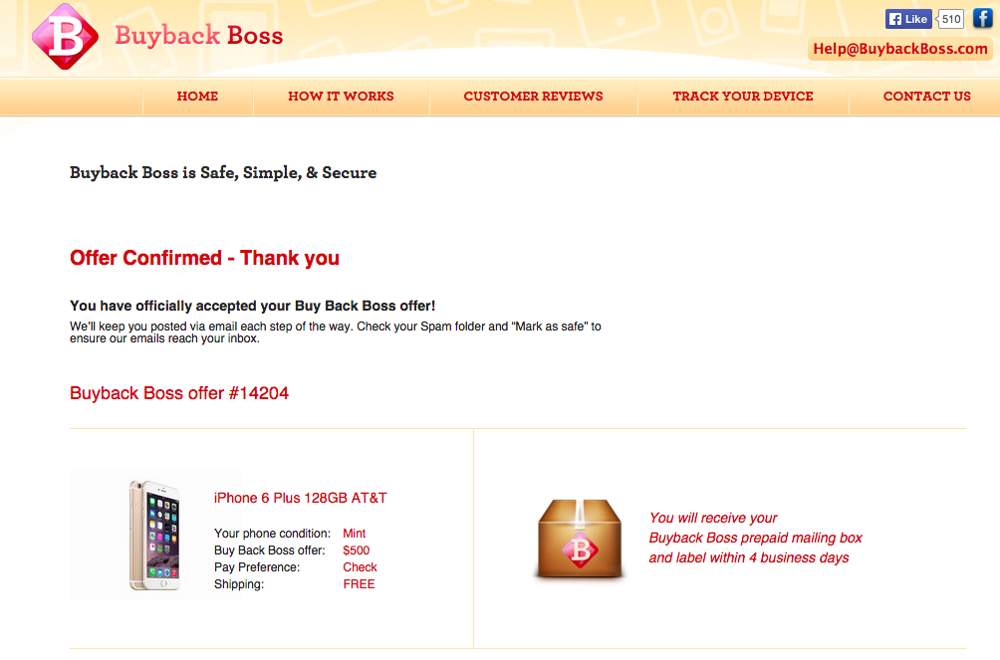 B
Buyback Boss
Like
510
f
Help@BuybackBoss.com
HOME
HOW IT WORKS
CUSTOMER REVIEWS
TRACK YOUR DEVICE
CONTACT US
Buyback Boss is Safe, Simple, & Secure
Offer Confirmed - Thank you
You have officially accepted your Buy Back Boss offer!
We'll keep you posted via email each step of the way. Check your Spam folder and “Mark as safe” to
ensure our emails reach your inbox.
Buyback Boss offer #14204
iPhone 6 Plus 128GB AT&T
Your phone condition: Mint
Buy Back Boss offer: $500
Pay Preference: Check
Shipping: FREE
B
You will receive your
Buyback Boss prepaid mailing box
and label within 4 business days